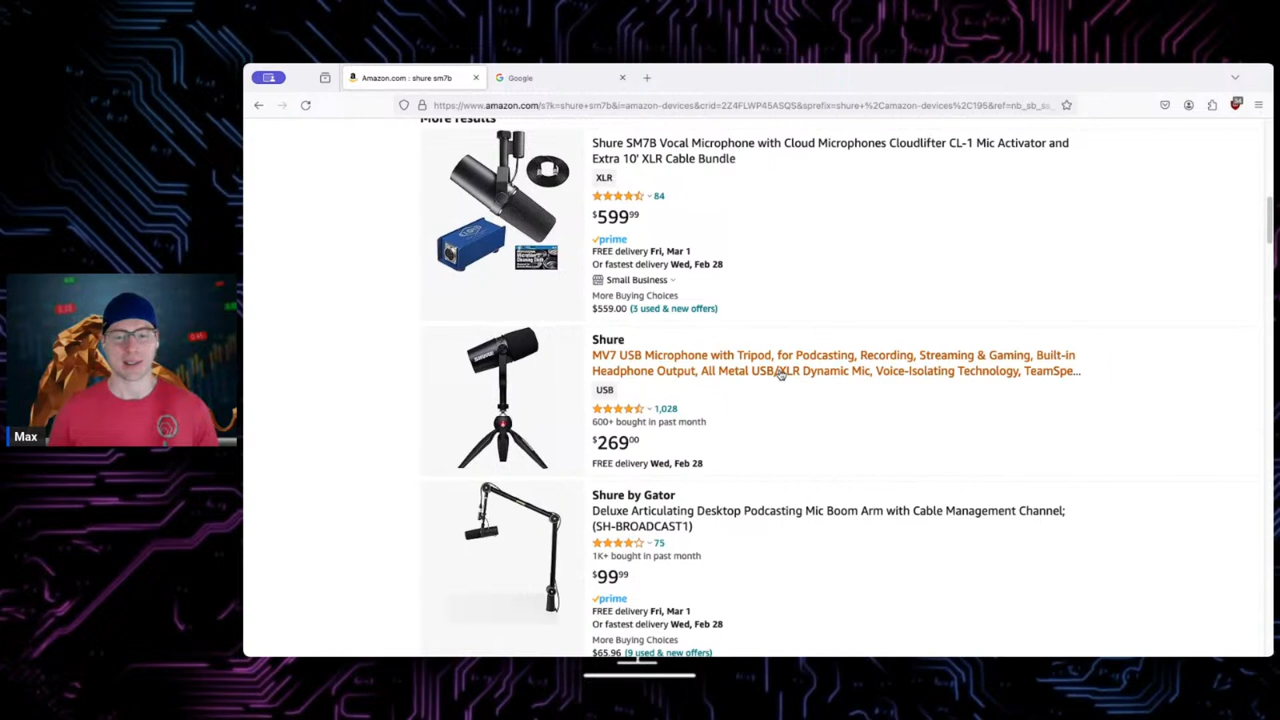 Amazon.com : shure sm7b
Google
https://www.amazon.com/s?k=shure+sm7b&i=amazon-devices&crid=2Z4FLWP45ASQS&sprefix=shure+%2Camazon-devices%2C195&ref=nb_sb_ss_
More results
Shure SM7B Vocal Microphone with Cloud Microphones Cloudlifter CL-1 Mic Activator and
Extra 10' XLR Cable Bundle
XLR
84
$599.99
prime
FREE delivery Fri, Mar 1
Or fastest delivery Wed, Feb 28
Small Business
More Buying Choices
$559.00 (3 used & new offers)
Shure
MV7 USB Microphone with Tripod, for Podcasting, Recording, Streaming & Gaming, Built-in
Headphone Output, All Metal USB/XLR Dynamic Mic, Voice-Isolating Technology, TeamSpe...
USB
1,028
600+ bought in past month
$269.00
FREE delivery Wed, Feb 28
Shure by Gator
Deluxe Articulating Desktop Podcasting Mic Boom Arm with Cable Management Channel;
(SH-BROADCAST1)
75
1K+ bought in past month
$99.99
prime
FREE delivery Fri, Mar 1
Or fastest delivery Wed, Feb 28
More Buying Choices
$65.96 (9 used & new offers)
Max